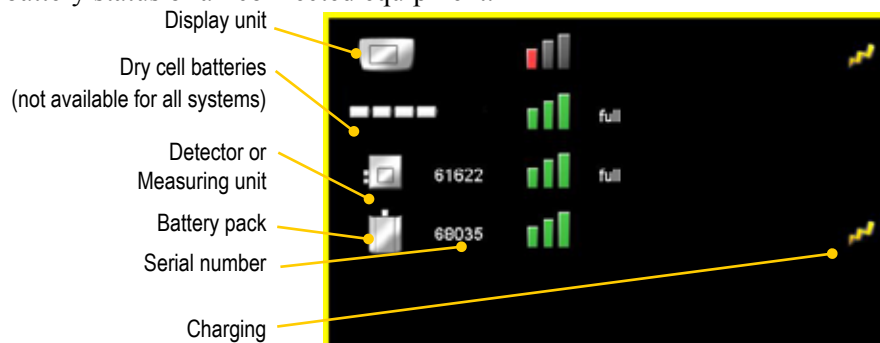 Display unit
Dry cell batteries
(not available for all systems)
full
Detector or
Measuring unit
61622
full
Battery pack
68035
Serial number
Charging